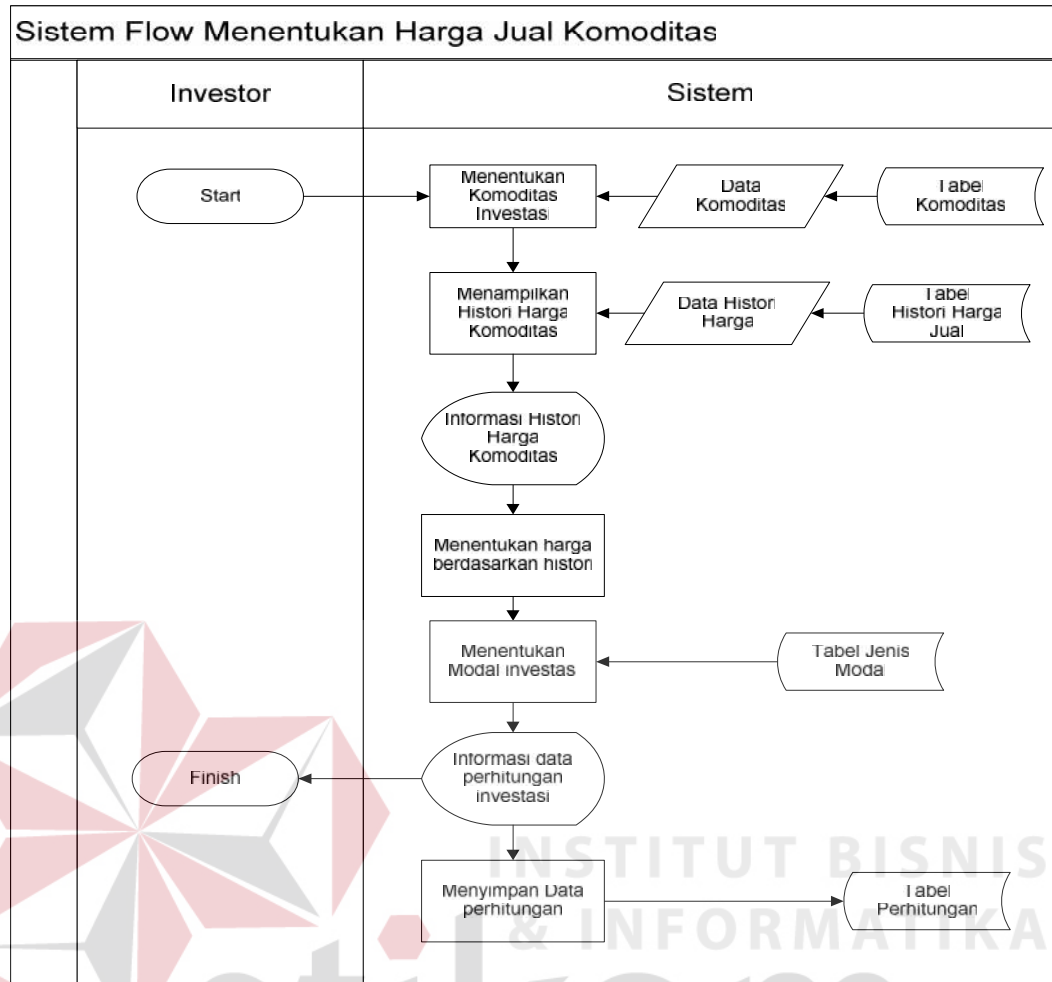 Sistem Flow Menentukan Harga Jual Komoditas
Investor
Sistem
Start
Menentukan
Komoditas
Investasi
Data
Komoditas
Tabel
Komoditas
Menampilkan
Histori Harga
Komoditas
Data Histori
Harga
Tabel
Histori Harga
Jual
Informasi Histori
Harga
Komoditas
Menentukan harga
berdasarkan histori
Menentukan
Modal investas
Tabel Jenis
Modal
Informasi data
perhitungan
investasi
Finish
Menyimpan Data
perhitungan
Tabel
Perhitungan
INSTITUT BISNIS
& INFORMATIKA